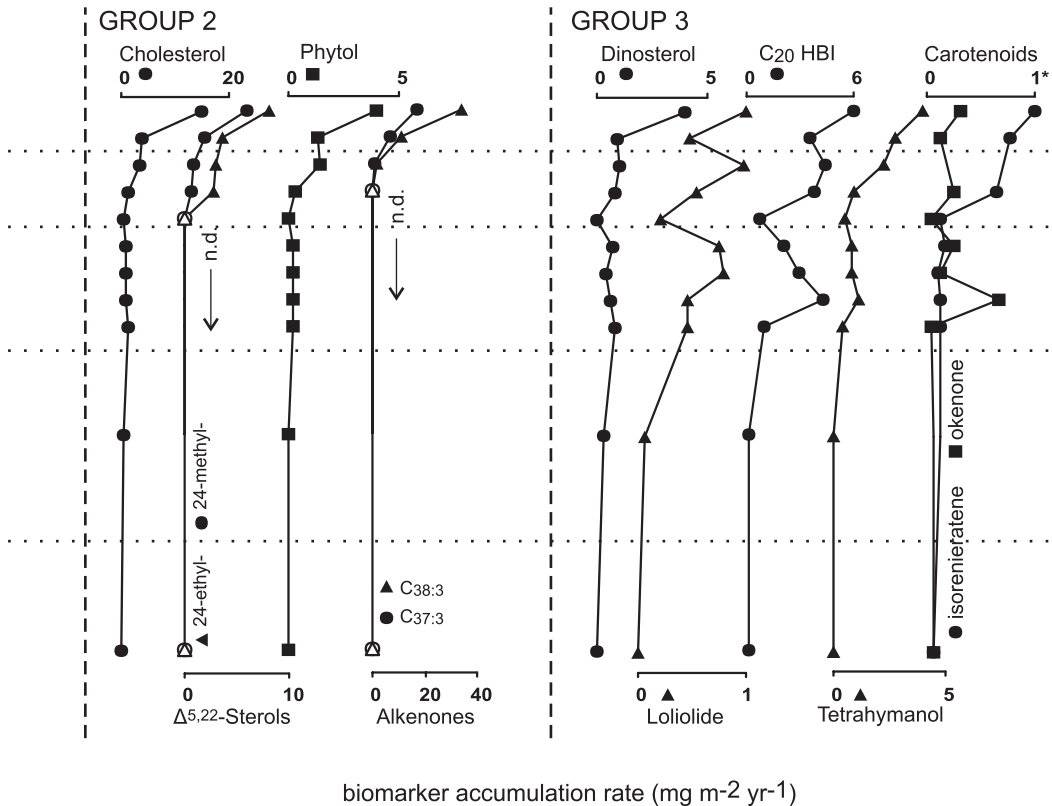 GROUP 2
GROUP 3
Cholesterol
Phytol
Dinosterol
C20 HBI
Carotenoids
0 20
0 5
0 5
0 6
0 1*
n.d.
n.d.
24-methyl-
24-ethyl-
C38:3
C37:3
okenone
isorenieratene
0 10
0 20 40
0 1
0 5
Δ5,22-Sterols
Alkenones
Loliolide
Tetrahymanol
biomarker accumulation rate (mg m-2 yr-1)